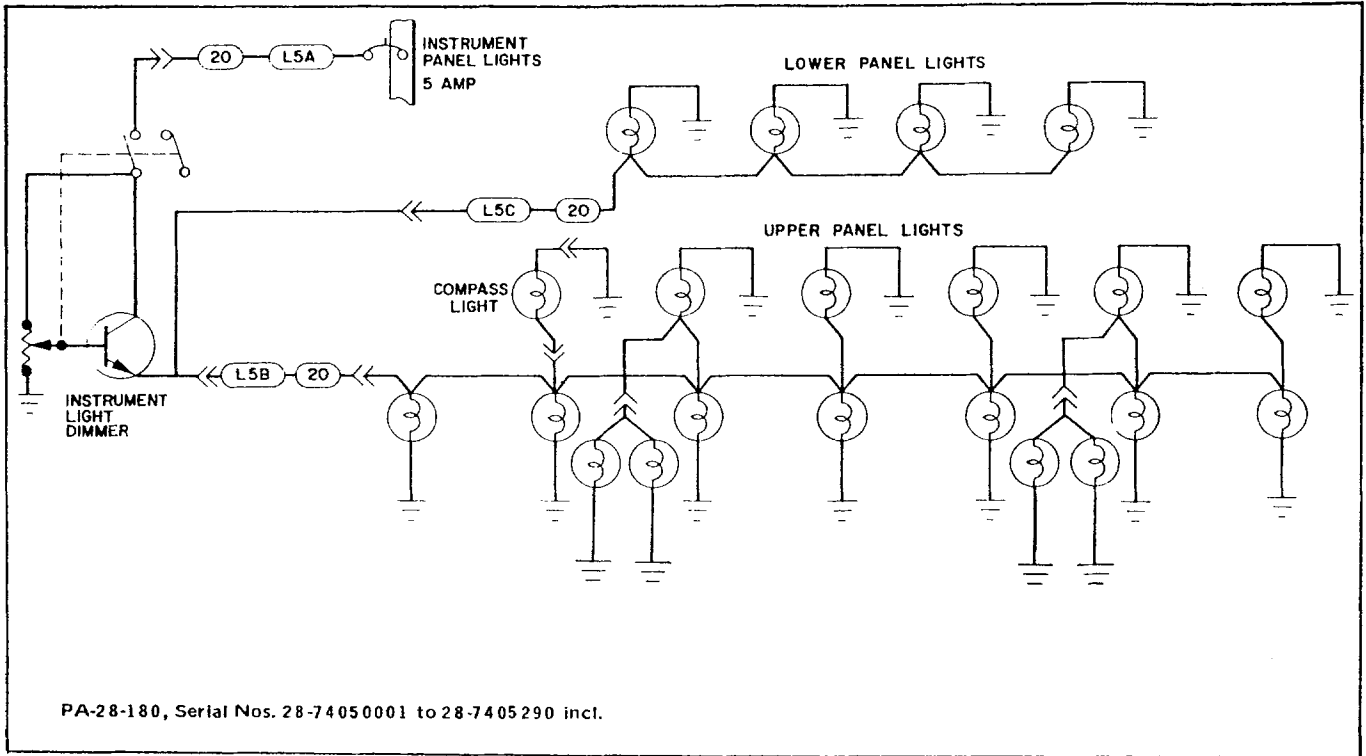 20
L5A
INSTRUMENT
PANEL LIGHTS
5 AMP
LOWER PANEL LIGHTS
L5C
20
UPPER PANEL LIGHTS
COMPASS
LIGHT
L5B
20
INSTRUMENT
LIGHT
DIMMER
PA-28-180, Serial Nos. 28-74050001 to 28-7405290 incl.